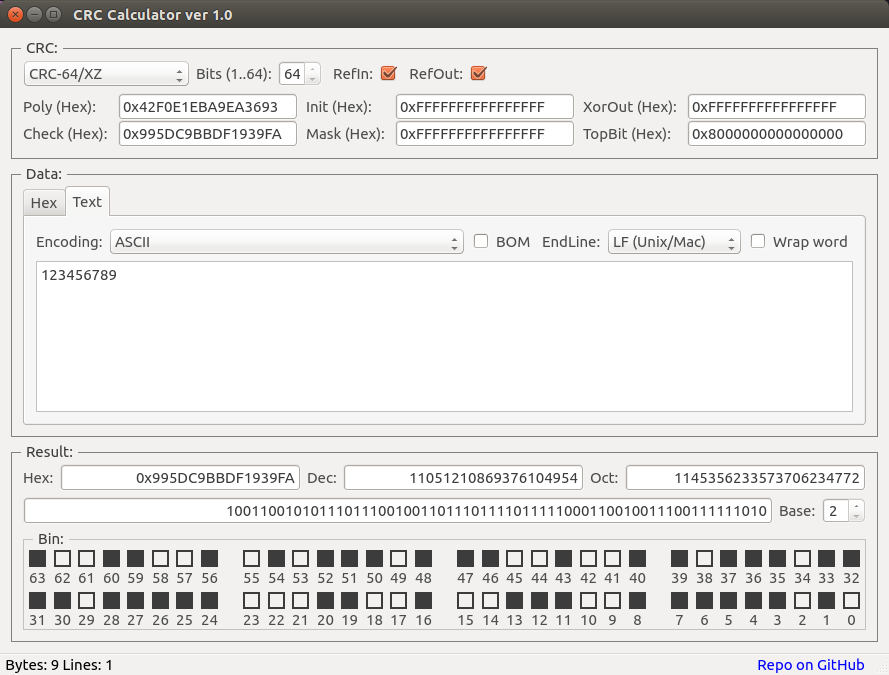 CRC Calculator ver 1.0
CRC:
CRC-64/XZ Bits (1..64): 64 RefIn: RefOut:
Poly (Hex): 0x42F0E1EBA9EA3693 Init (Hex): 0xFFFFFFFFFFFFFFFF XorOut (Hex): 0xFFFFFFFFFFFFFFFF
Check (Hex): 0x995DC9BBDF1939FA Mask (Hex): 0xFFFFFFFFFFFFFFFF TopBit (Hex): 0x8000000000000000
Data:
Hex Text
Encoding: ASCII BOM EndLine: LF (Unix/Mac) Wrap word
123456789
Result:
Hex: 0x995DC9BBDF1939FA Dec: 11051210869376104954 Oct: 1145356233573706234772
1001100101011101110010011011101111011111000110010011100111111010 Base: 2
Bin:
63 62 61 60 59 58 57 56 55 54 53 52 51 50 49 48 47 46 45 44 43 42 41 40 39 38 37 36 35 34 33 32
31 30 29 28 27 26 25 24 23 22 21 20 19 18 17 16 15 14 13 12 11 10 9 8 7 6 5 4 3 2 1 0
Bytes: 9 Lines: 1 Repo on GitHub